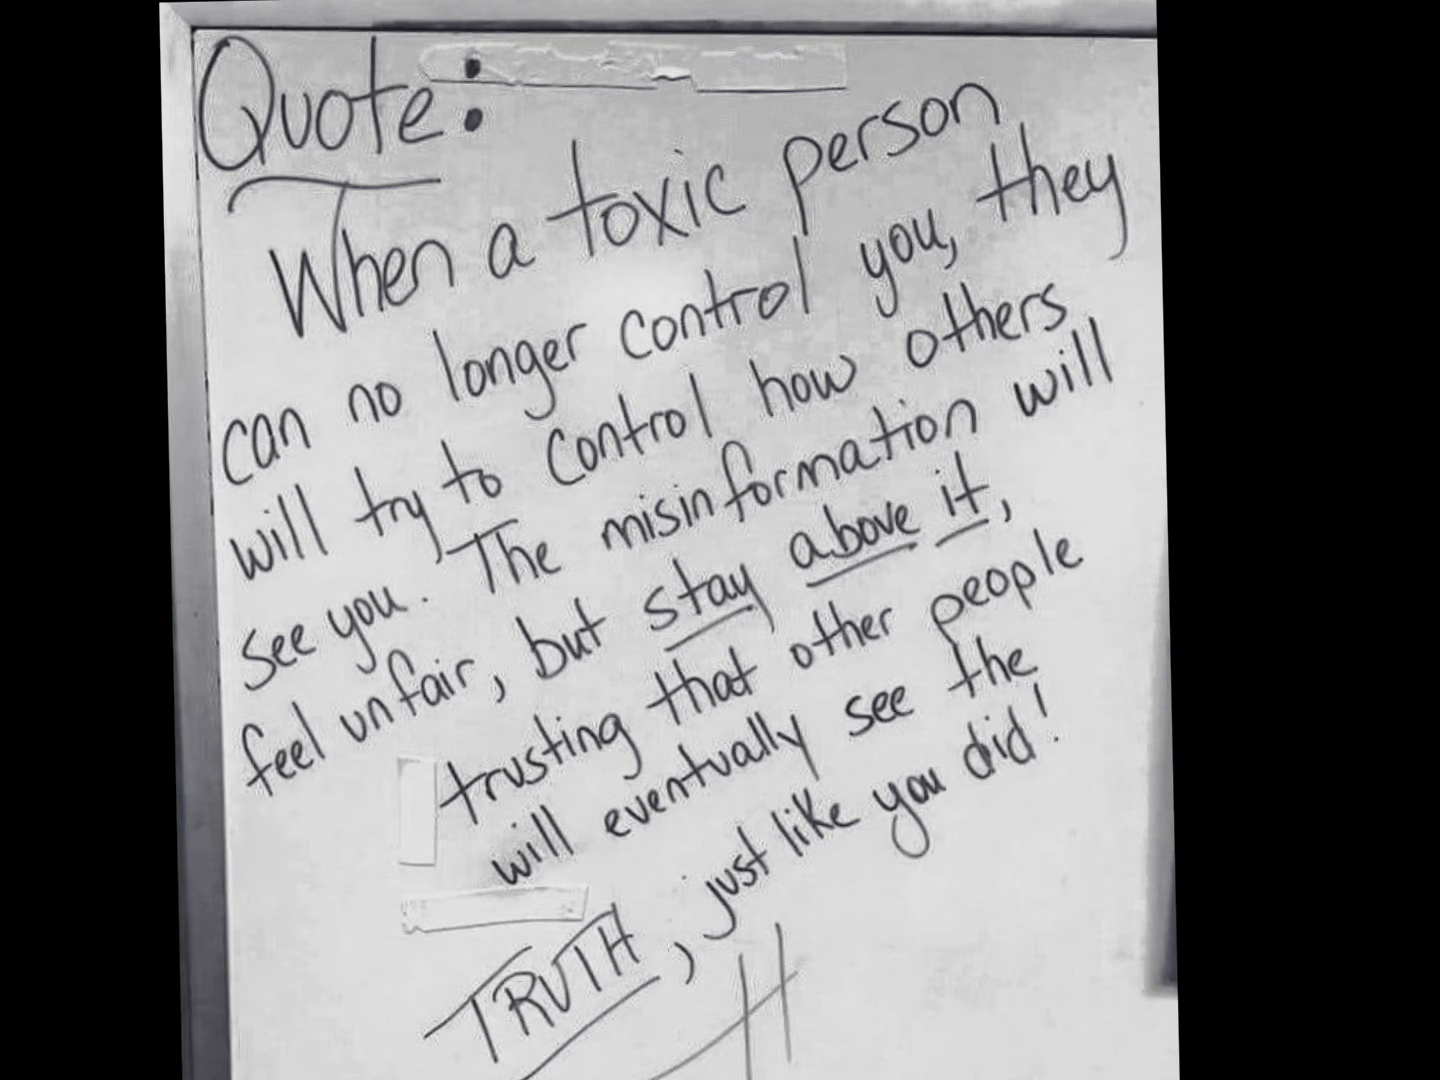 Quote:
When a toxic person
can no longer control you, they
will try to control how others
see you. The misinformation will
feel unfair, but stay above it,
trusting that other people
will eventually see the
TRUTH, just like you did!
H